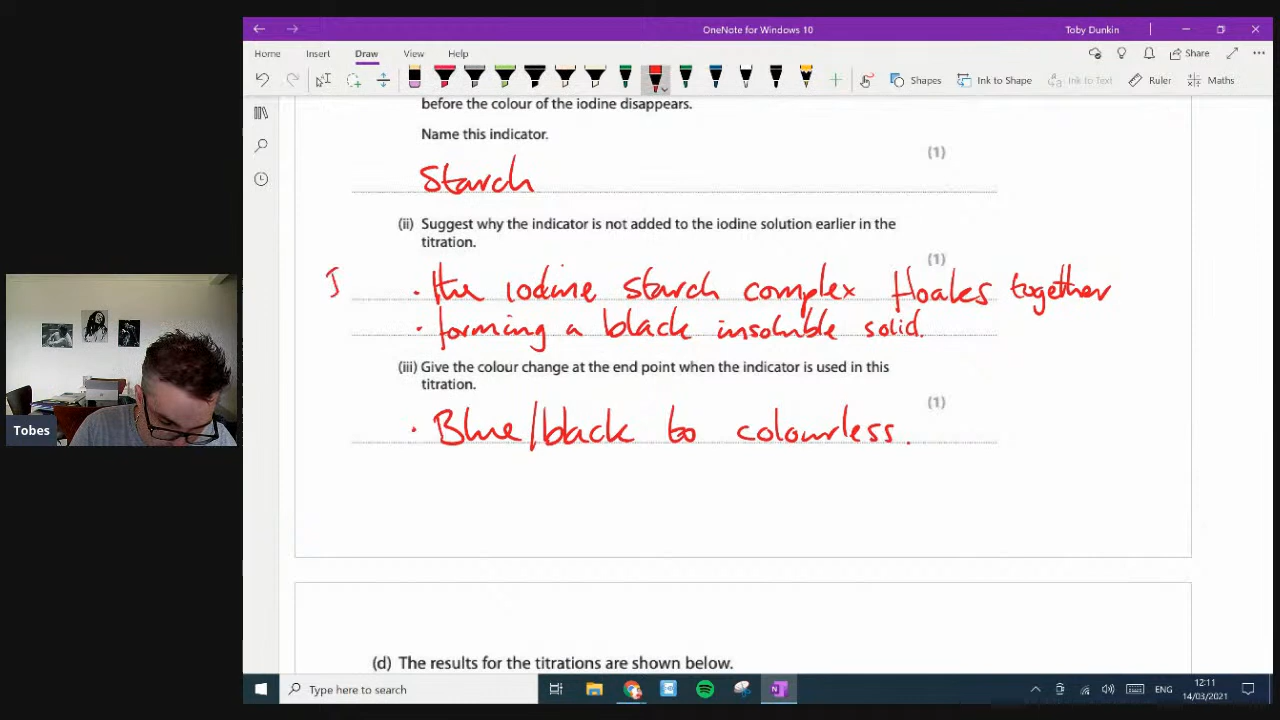 OneNote for Windows 10
Toby Dunkin
Home Insert Draw View Help
Share
Shapes Ink to Shape Ink to Text Ruler Maths
before the colour of the iodine disappears.
Name this indicator.
(1)
Starch
(ii) Suggest why the indicator is not added to the iodine solution earlier in the
titration.
(1)
I · the iodine starch complex floates together
· forming a black insoluble solid.
(iii) Give the colour change at the end point when the indicator is used in this
titration.
(1)
· Blue/black to colourless.
Tobes
(d) The results for the titrations are shown below.
Type here to search
ENG
12:11
14/03/2021